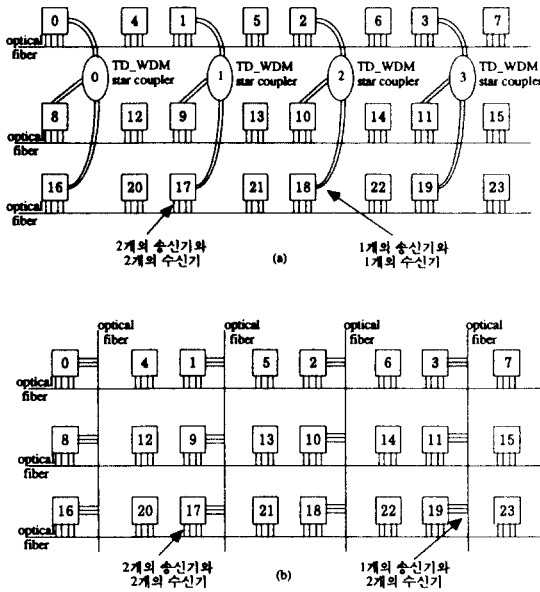 0 4 1 5 2 6 3 7
optical
fiber
TD_WDM
star coupler
TD_WDM
star coupler
TD_WDM
star coupler
TD_WDM
star coupler
0 1 2 3
8 12 9 13 10 14 11 15
optical
fiber
16 20 17 21 18 22 19 23
optical
fiber
2개의 송신기와
2개의 수신기
1개의 송신기와
1개의 수신기
(a)
optical
fiber
optical
fiber
optical
fiber
optical
fiber
0 4 1 5 2 6 3 7
optical
fiber
8 12 9 13 10 14 11 15
optical
fiber
16 20 17 21 18 22 19 23
optical
fiber
2개의 송신기와
2개의 수신기
1개의 송신기와
2개의 수신기
(b)